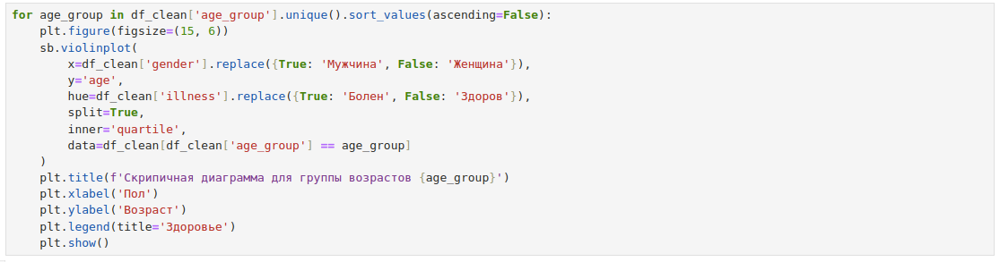 for age_group in df_clean['age_group'].unique().sort_values(ascending=False):
    plt.figure(figsize=(15, 6))
    sb.violinplot(
        x=df_clean['gender'].replace({True: 'Мужчина', False: 'Женщина'}),
        y='age',
        hue=df_clean['illness'].replace({True: 'Болен', False: 'Здоров'}),
        split=True,
        inner='quartile',
        data=df_clean[df_clean['age_group'] == age_group]
    )
    plt.title(f'Скрипичная диаграмма для группы возрастов {age_group}')
    plt.xlabel('Пол')
    plt.ylabel('Возраст')
    plt.legend(title='Здоровье')
    plt.show()